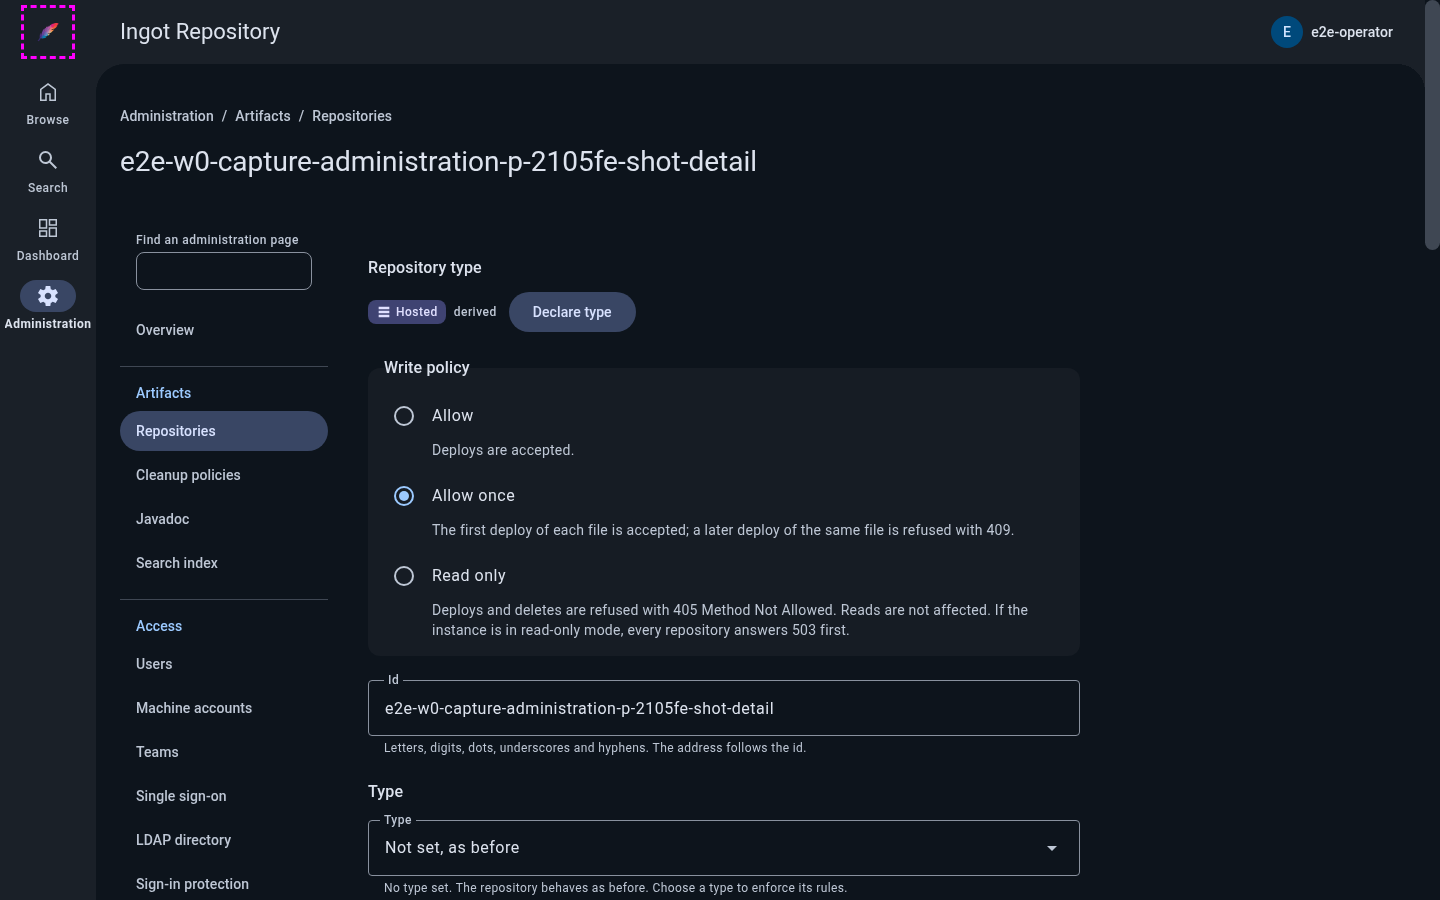 Ingot Repository
E
e2e-operator
Browse
Search
Dashboard
Administration
Administration / Artifacts / Repositories
e2e-w0-capture-administration-p-2105fe-shot-detail
Find an administration page
Overview
Artifacts
Repositories
Cleanup policies
Javadoc
Search index
Access
Users
Machine accounts
Teams
Single sign-on
LDAP directory
Sign-in protection
Repository type
Hosted derived Declare type
Write policy
Allow
Deploys are accepted.
Allow once
The first deploy of each file is accepted; a later deploy of the same file is refused with 409.
Read only
Deploys and deletes are refused with 405 Method Not Allowed. Reads are not affected. If the
instance is in read-only mode, every repository answers 503 first.
Id
e2e-w0-capture-administration-p-2105fe-shot-detail
Letters, digits, dots, underscores and hyphens. The address follows the id.
Type
Type
Not set, as before
No type set. The repository behaves as before. Choose a type to enforce its rules.